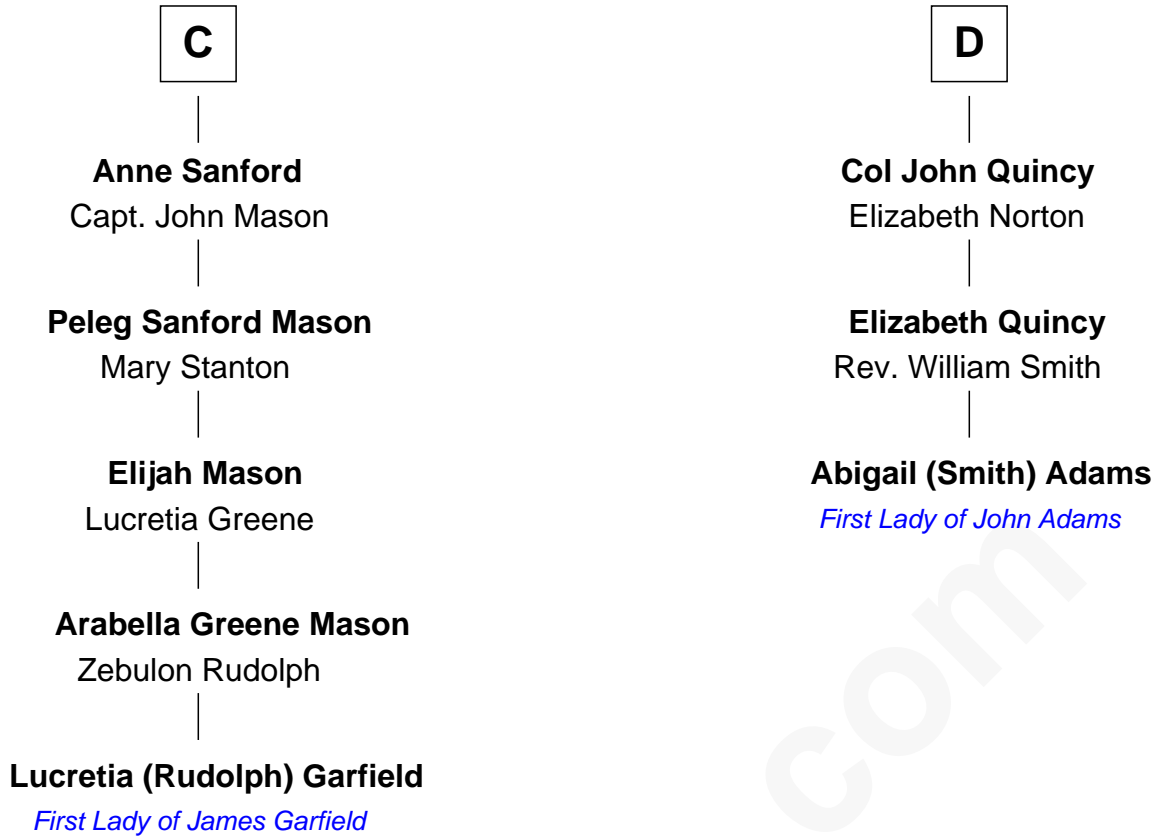 C
Anne Sanford
Capt. John Mason
Peleg Sanford Mason
Mary Stanton
Elijah Mason
Lucretia Greene
Arabella Greene Mason
Zebulon Rudolph
Lucretia (Rudolph) Garfield
First Lady of James Garfield
D
Col John Quincy
Elizabeth Norton
Elizabeth Quincy
Rev. William Smith
Abigail (Smith) Adams
First Lady of John Adams
com